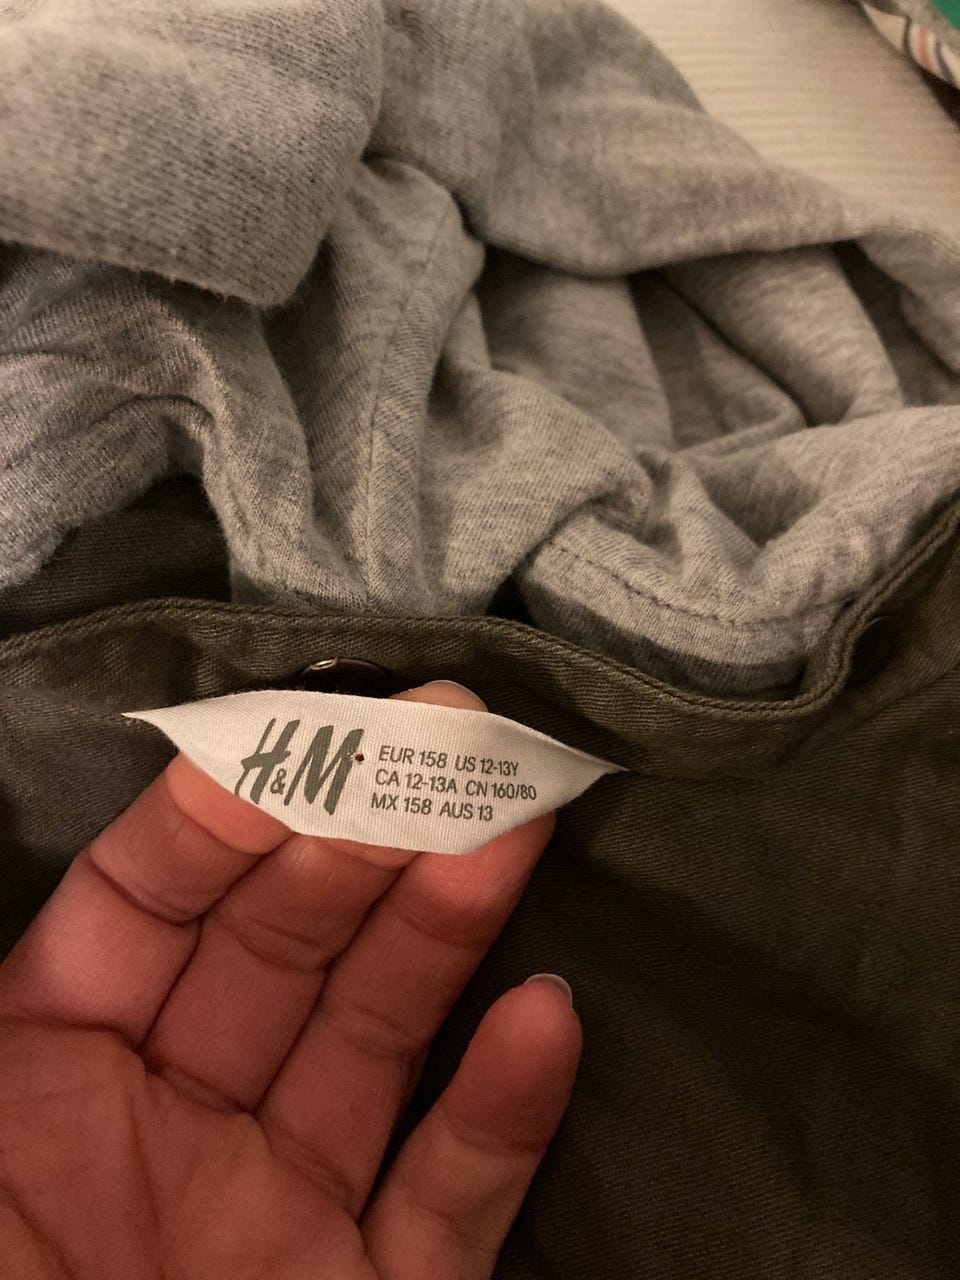 H&M
EUR 158 US 12-13Y
CA 12-13A CN 160/80
MX 158 AUS 13